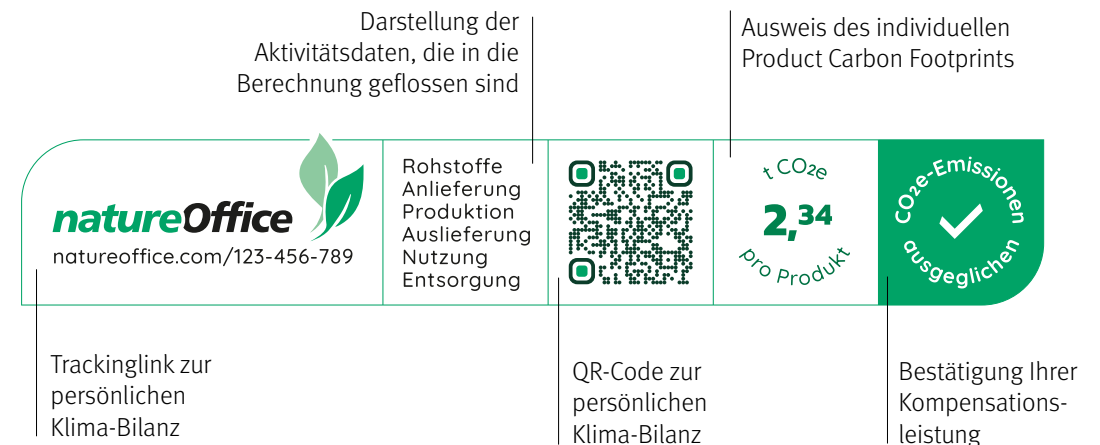 Darstellung der
Aktivitätsdaten, die in die
Berechnung geflossen sind
Ausweis des individuellen
Product Carbon Footprints
natureOffice
natureoffice.com/123-456-789
Rohstoffe
Anlieferung
Produktion
Auslieferung
Nutzung
Entsorgung
t CO2e
2,34
pro Produkt
CO2e-Emissionen
ausgeglichen
Trackinglink zur
persönlichen
Klima-Bilanz
QR-Code zur
persönlichen
Klima-Bilanz
Bestätigung Ihrer
Kompensations-
leistung